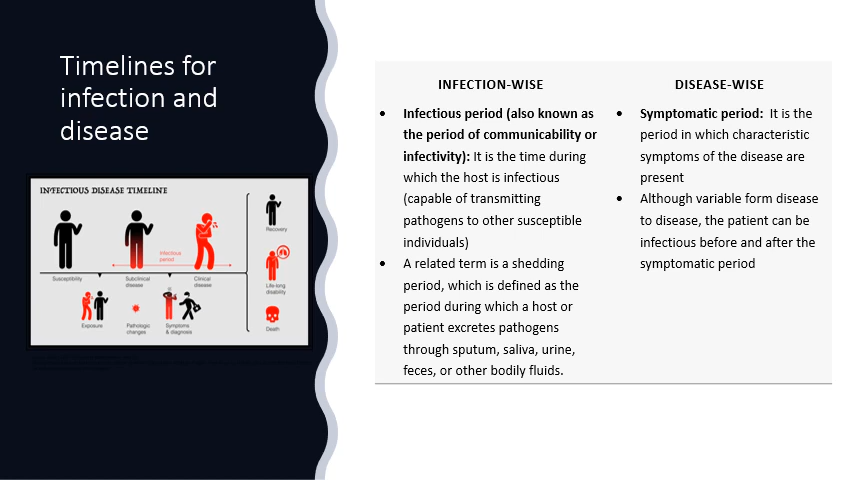 Timelines for
infection and
disease
INFECTIOUS DISEASE TIMELINE
Infectious
period
Susceptibility
Subclinical
disease
Clinical
disease
Exposure
Pathologic
changes
Symptoms
& diagnosis
Recovery
Life-long
disability
Death
INFECTION-WISE
• Infectious period (also known as
the period of communicability or
infectivity): It is the time during
which the host is infectious
(capable of transmitting
pathogens to other susceptible
individuals)
• A related term is a shedding
period, which is defined as the
period during which a host or
patient excretes pathogens
through sputum, saliva, urine,
feces, or other bodily fluids.
DISEASE-WISE
• Symptomatic period: It is the
period in which characteristic
symptoms of the disease are
present
• Although variable form disease
to disease, the patient can be
infectious before and after the
symptomatic period